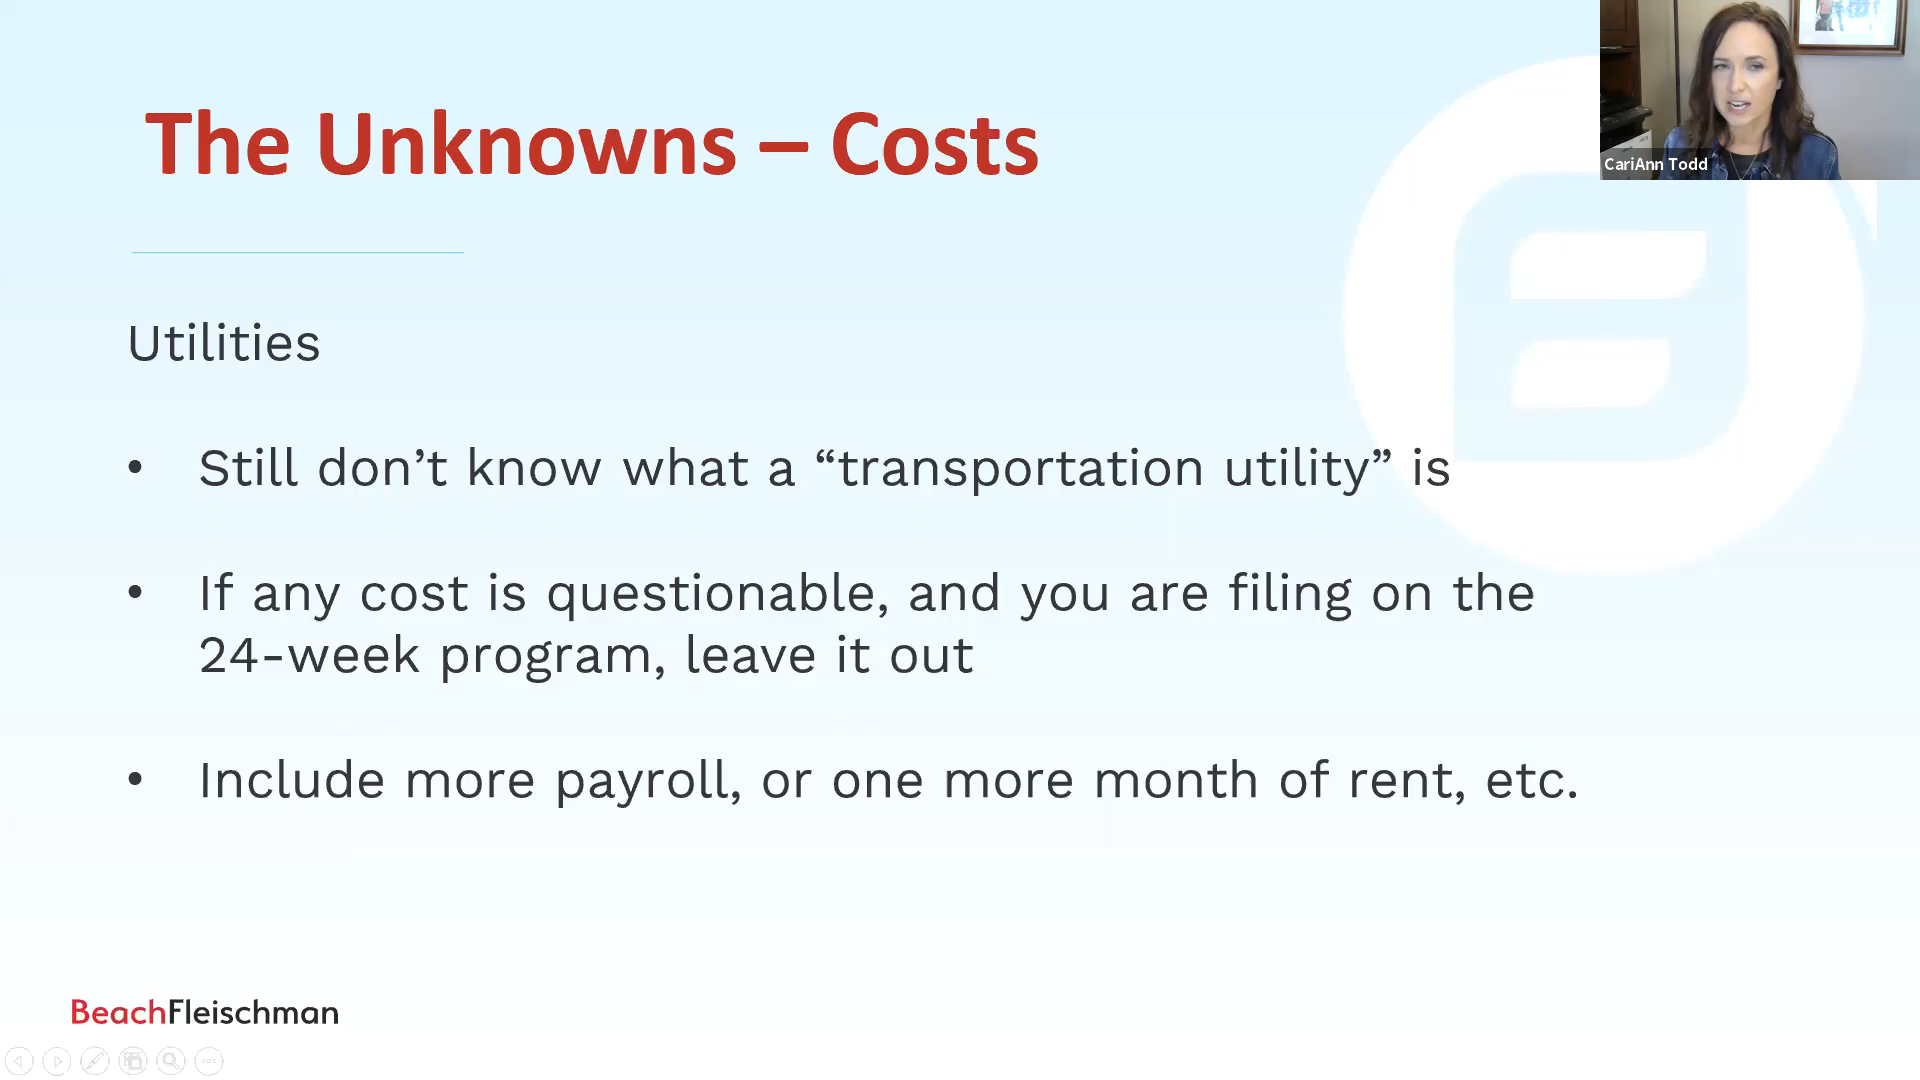 The Unknowns – Costs
CariAnn Todd
Utilities
• Still don’t know what a “transportation utility” is
• If any cost is questionable, and you are filing on the
24-week program, leave it out
• Include more payroll, or one more month of rent, etc.
BeachFleischman